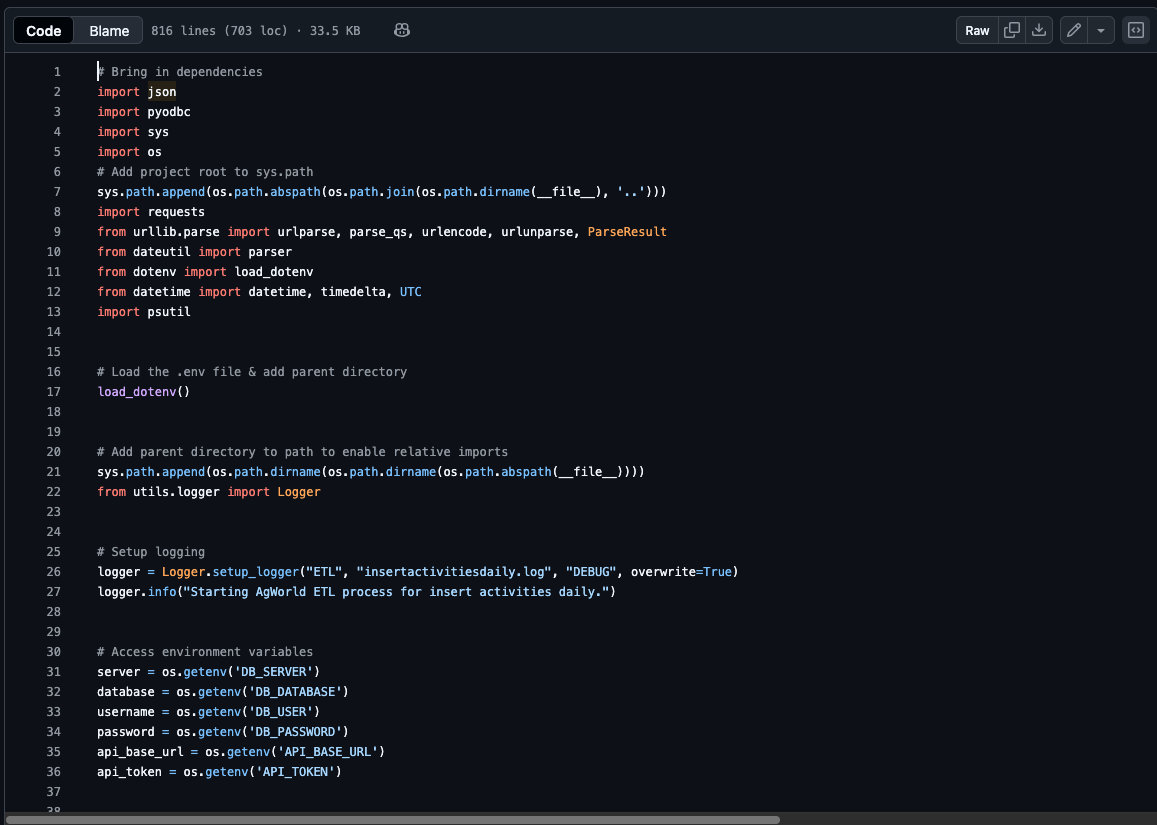 Code Blame 816 lines (703 loc) · 33.5 KB Raw
1 # Bring in dependencies
2 import json
3 import pyodbc
4 import sys
5 import os
6 # Add project root to sys.path
7 sys.path.append(os.path.abspath(os.path.join(os.path.dirname(__file__), '..')))
8 import requests
9 from urllib.parse import urlparse, parse_qs, urlencode, urlunparse, ParseResult
10 from dateutil import parser
11 from dotenv import load_dotenv
12 from datetime import datetime, timedelta, UTC
13 import psutil
14
15
16 # Load the .env file & add parent directory
17 load_dotenv()
18
19
20 # Add parent directory to path to enable relative imports
21 sys.path.append(os.path.dirname(os.path.dirname(os.path.abspath(__file__))))
22 from utils.logger import Logger
23
24
25 # Setup logging
26 logger = Logger.setup_logger("ETL", "insertactivitiesdaily.log", "DEBUG", overwrite=True)
27 logger.info("Starting AgWorld ETL process for insert activities daily.")
28
29
30 # Access environment variables
31 server = os.getenv('DB_SERVER')
32 database = os.getenv('DB_DATABASE')
33 username = os.getenv('DB_USER')
34 password = os.getenv('DB_PASSWORD')
35 api_base_url = os.getenv('API_BASE_URL')
36 api_token = os.getenv('API_TOKEN')
37
38